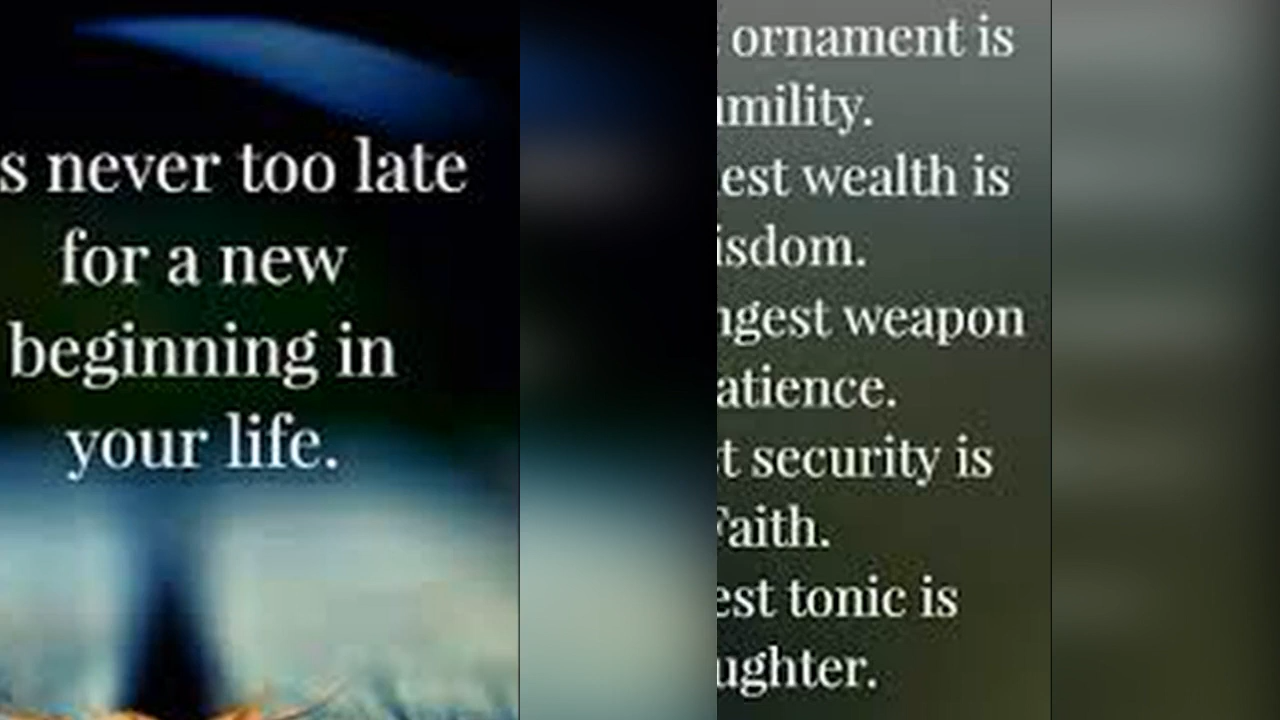 s never too late
for a new
beginning in
your life.
ornament is
umility.
est wealth is
isdom.
ngest weapon
atience.
t security is
Faith.
est tonic is
ughter.